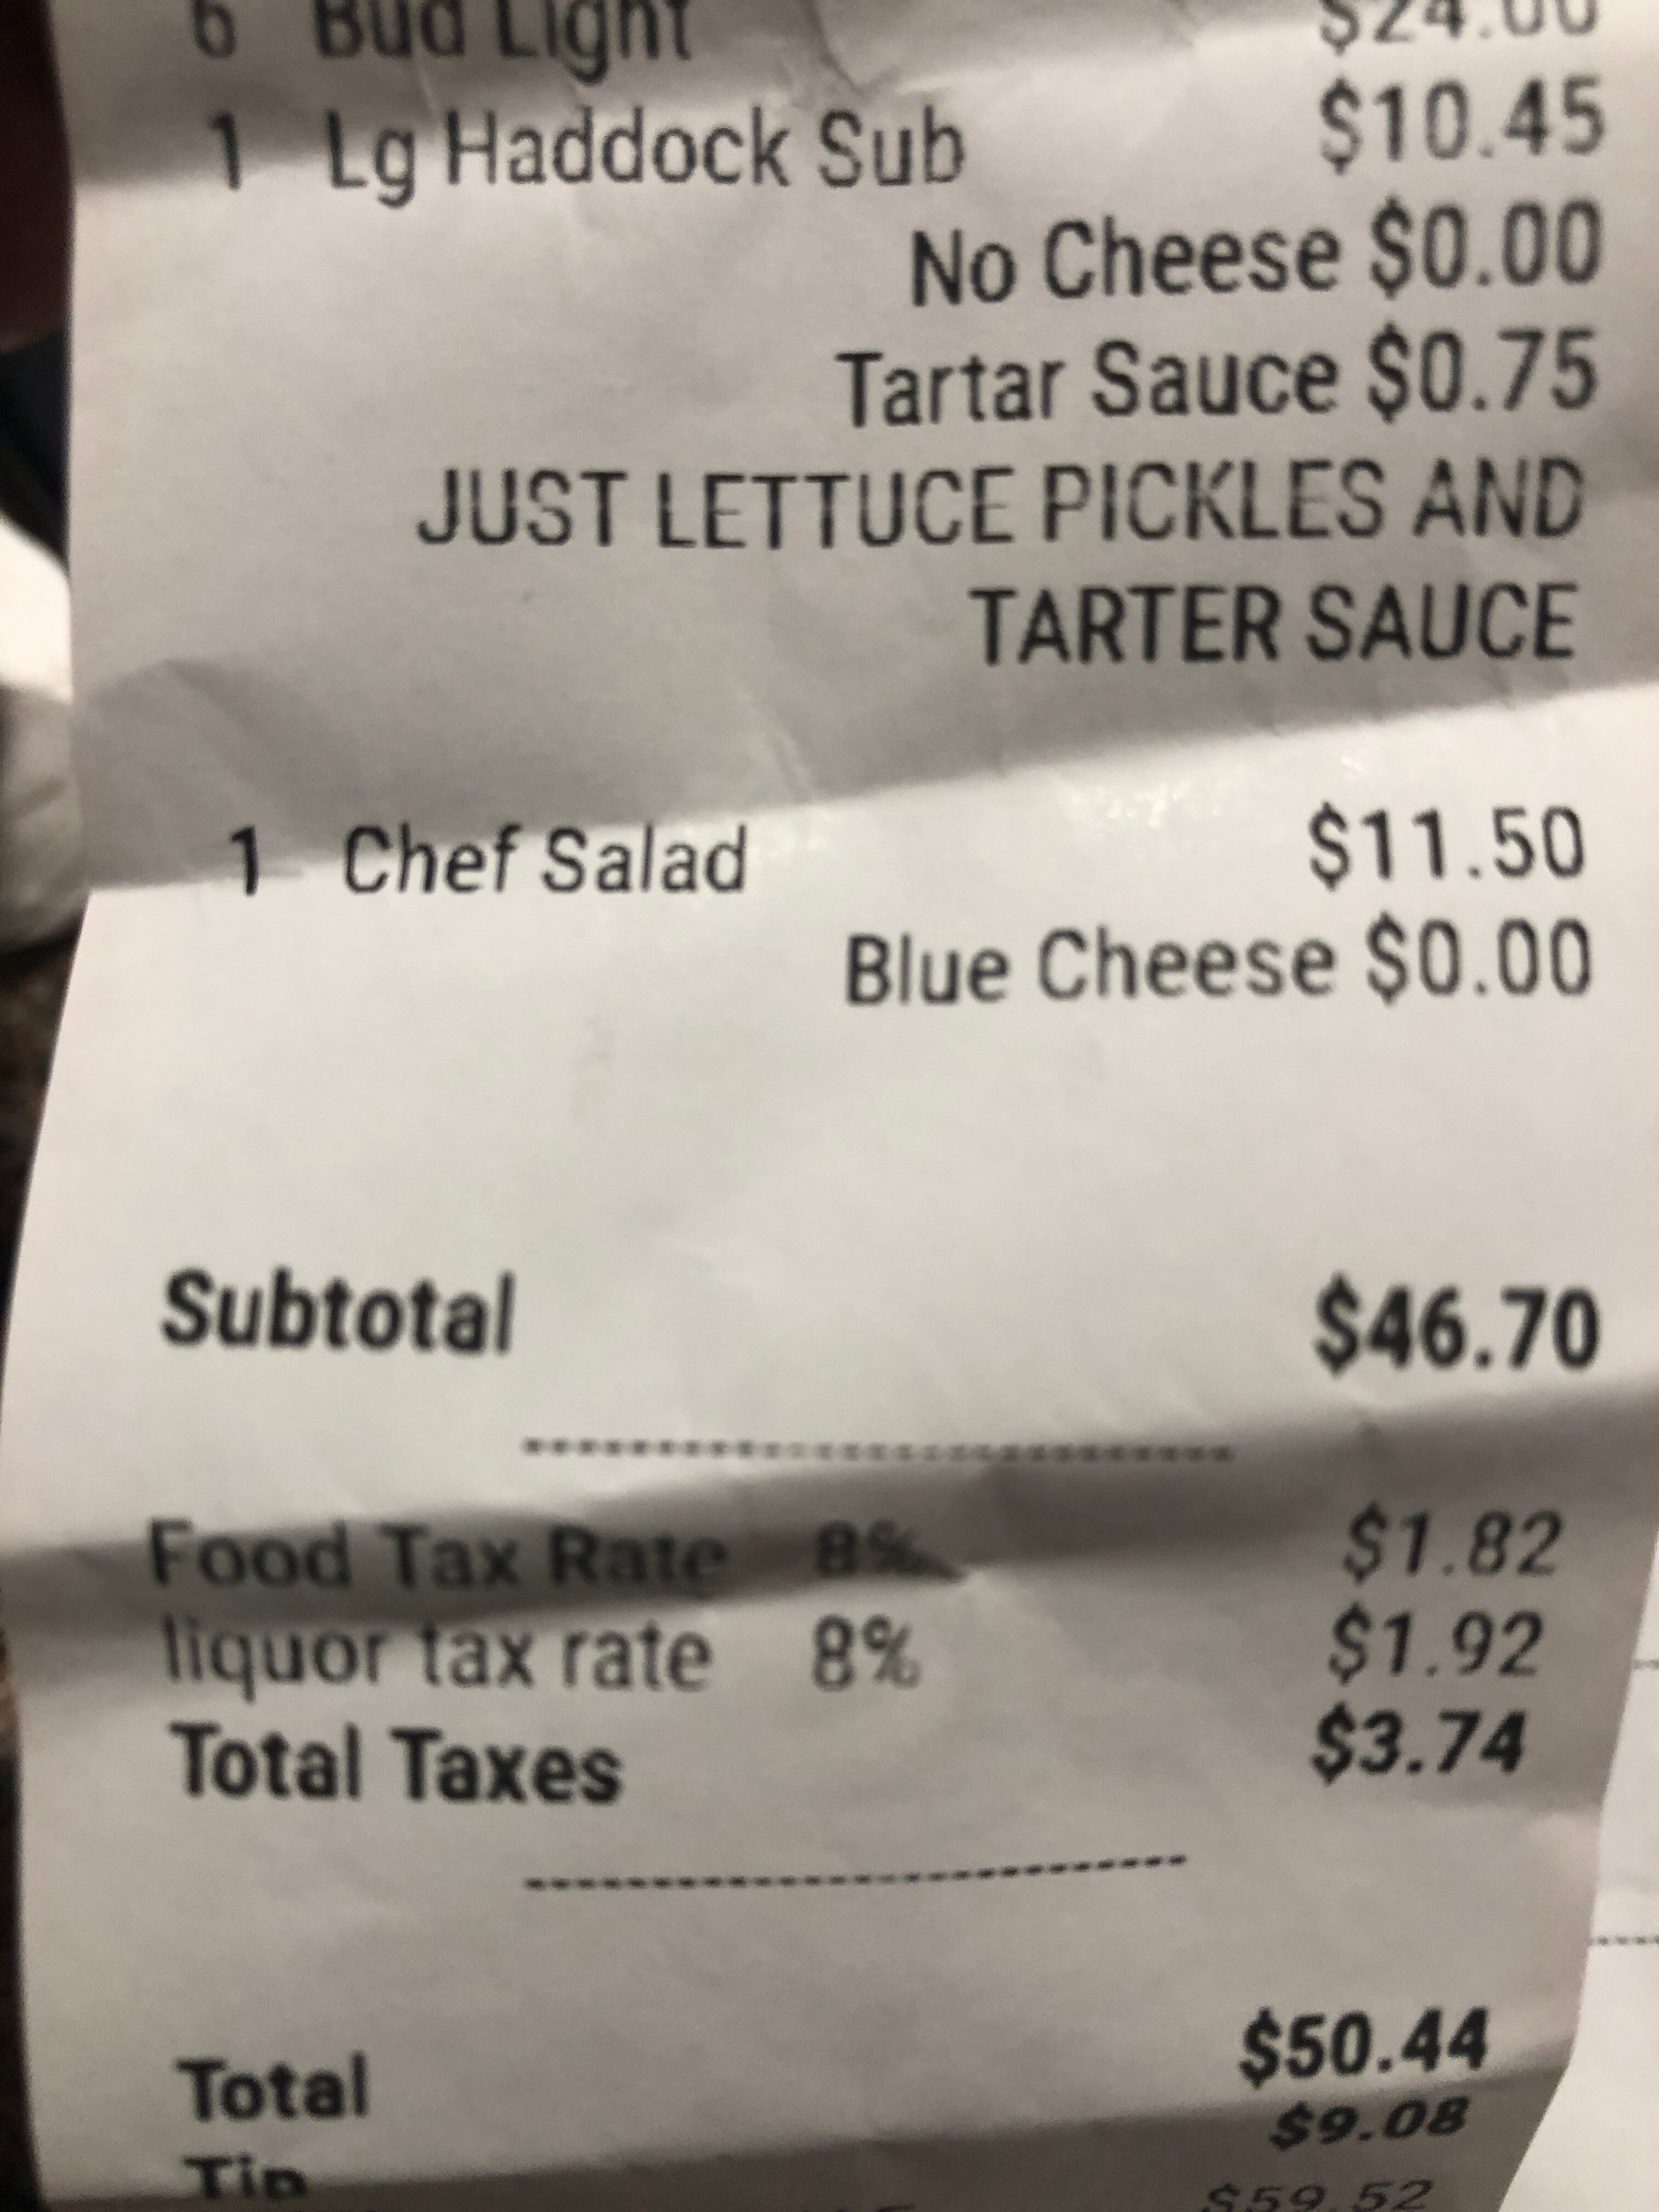 6 Bud Light $24.00
1 Lg Haddock Sub $10.45
No Cheese $0.00
Tartar Sauce $0.75
JUST LETTUCE PICKLES AND
TARTER SAUCE
1 Chef Salad $11.50
Blue Cheese $0.00
Subtotal $46.70
Food Tax Rate 8% $1.82
liquor tax rate 8% $1.92
Total Taxes $3.74
Total $50.44
Tip $9.08
$59.52